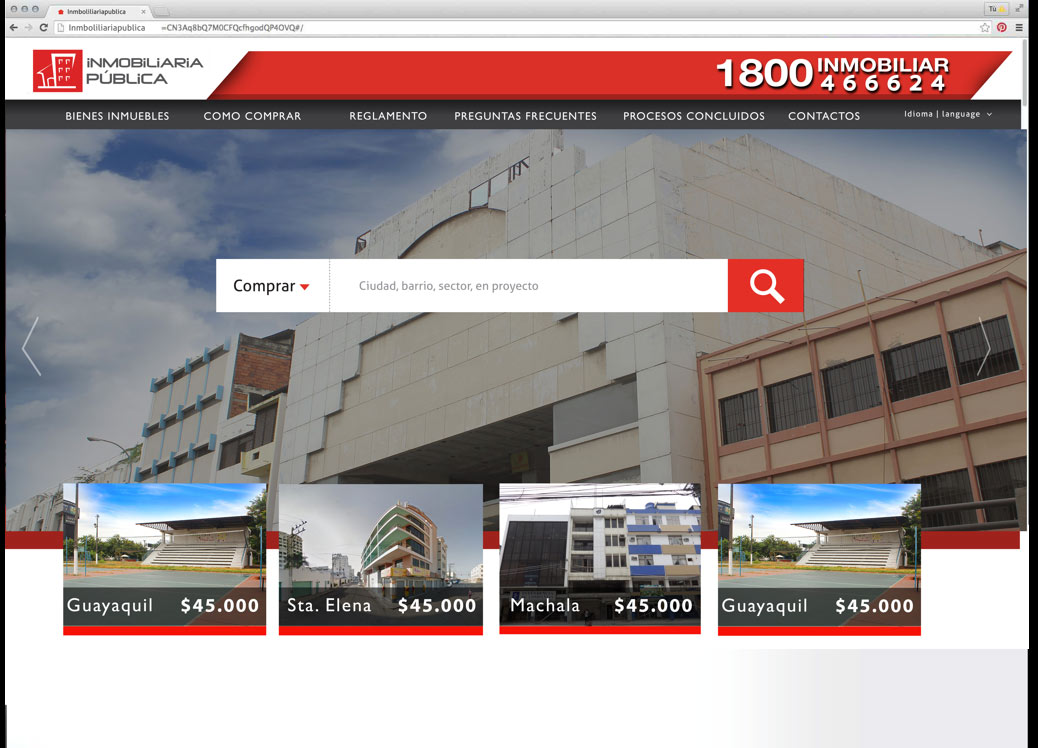 Inmboliliariapublica
Tú
Inmboliliariapublica =CN3Aq8bQ7M0CFQcfhgodQP4OVQ#/
INMOBILIARIA
PÚBLICA
1800 INMOBILIAR
466624
BIENES INMUEBLES COMO COMPRAR REGLAMENTO PREGUNTAS FRECUENTES PROCESOS CONCLUIDOS CONTACTOS Idioma | language
Comprar Ciudad, barrio, sector, en proyecto
Guayaquil $45.000
Sta. Elena $45.000
Machala $45.000
Guayaquil $45.000